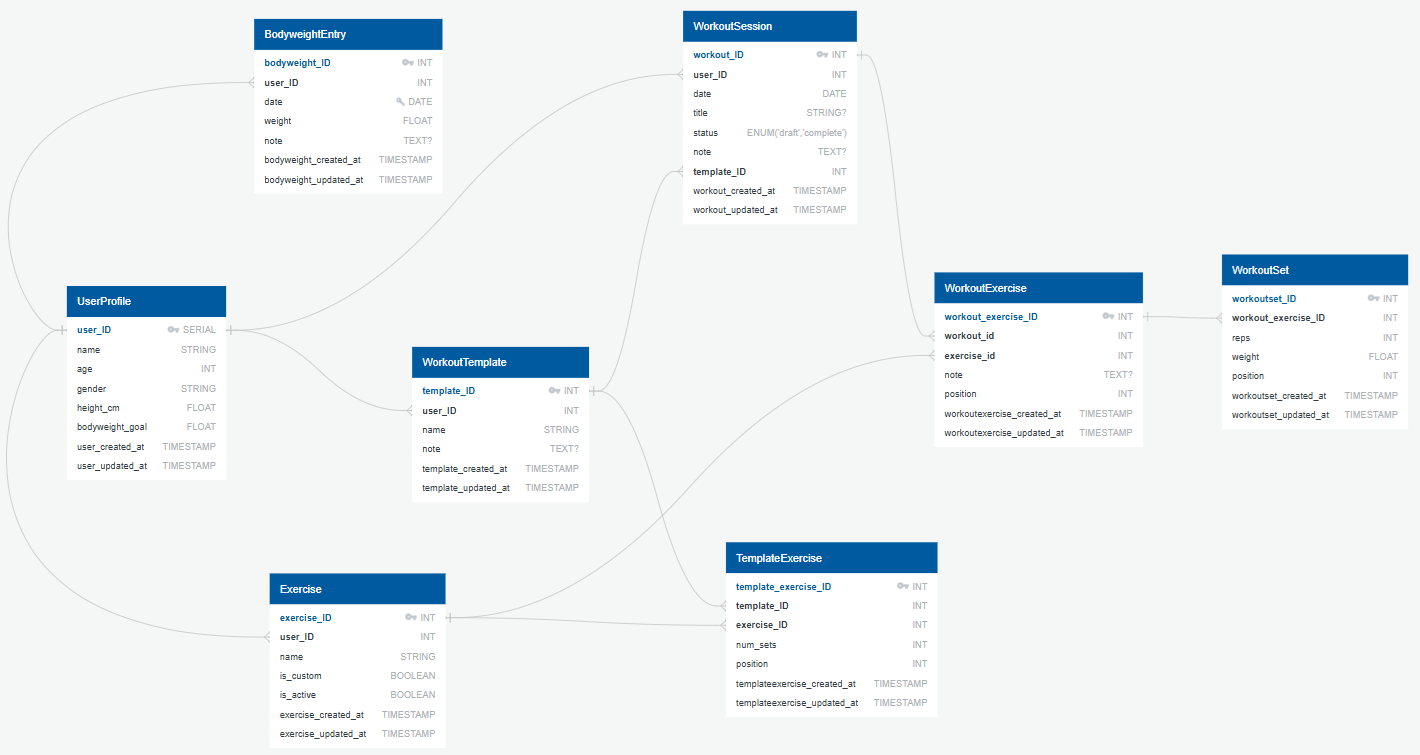 BodyweightEntry
bodyweight_ID INT
user_ID INT
date DATE
weight FLOAT
note TEXT?
bodyweight_created_at TIMESTAMP
bodyweight_updated_at TIMESTAMP
WorkoutSession
workout_ID INT
user_ID INT
date DATE
title STRING?
status ENUM('draft','complete')
note TEXT?
template_ID INT
workout_created_at TIMESTAMP
workout_updated_at TIMESTAMP
UserProfile
user_ID SERIAL
name STRING
age INT
gender STRING
height_cm FLOAT
bodyweight_goal FLOAT
user_created_at TIMESTAMP
user_updated_at TIMESTAMP
WorkoutTemplate
template_ID INT
user_ID INT
name STRING
note TEXT?
template_created_at TIMESTAMP
template_updated_at TIMESTAMP
WorkoutExercise
workout_exercise_ID INT
workout_id INT
exercise_id INT
note TEXT?
position INT
workoutexercise_created_at TIMESTAMP
workoutexercise_updated_at TIMESTAMP
WorkoutSet
workoutset_ID INT
workout_exercise_ID INT
reps INT
weight FLOAT
position INT
workoutset_created_at TIMESTAMP
workoutset_updated_at TIMESTAMP
Exercise
exercise_ID INT
user_ID INT
name STRING
is_custom BOOLEAN
is_active BOOLEAN
exercise_created_at TIMESTAMP
exercise_updated_at TIMESTAMP
TemplateExercise
template_exercise_ID INT
template_ID INT
exercise_ID INT
num_sets INT
position INT
templateexercise_created_at TIMESTAMP
templateexercise_updated_at TIMESTAMP